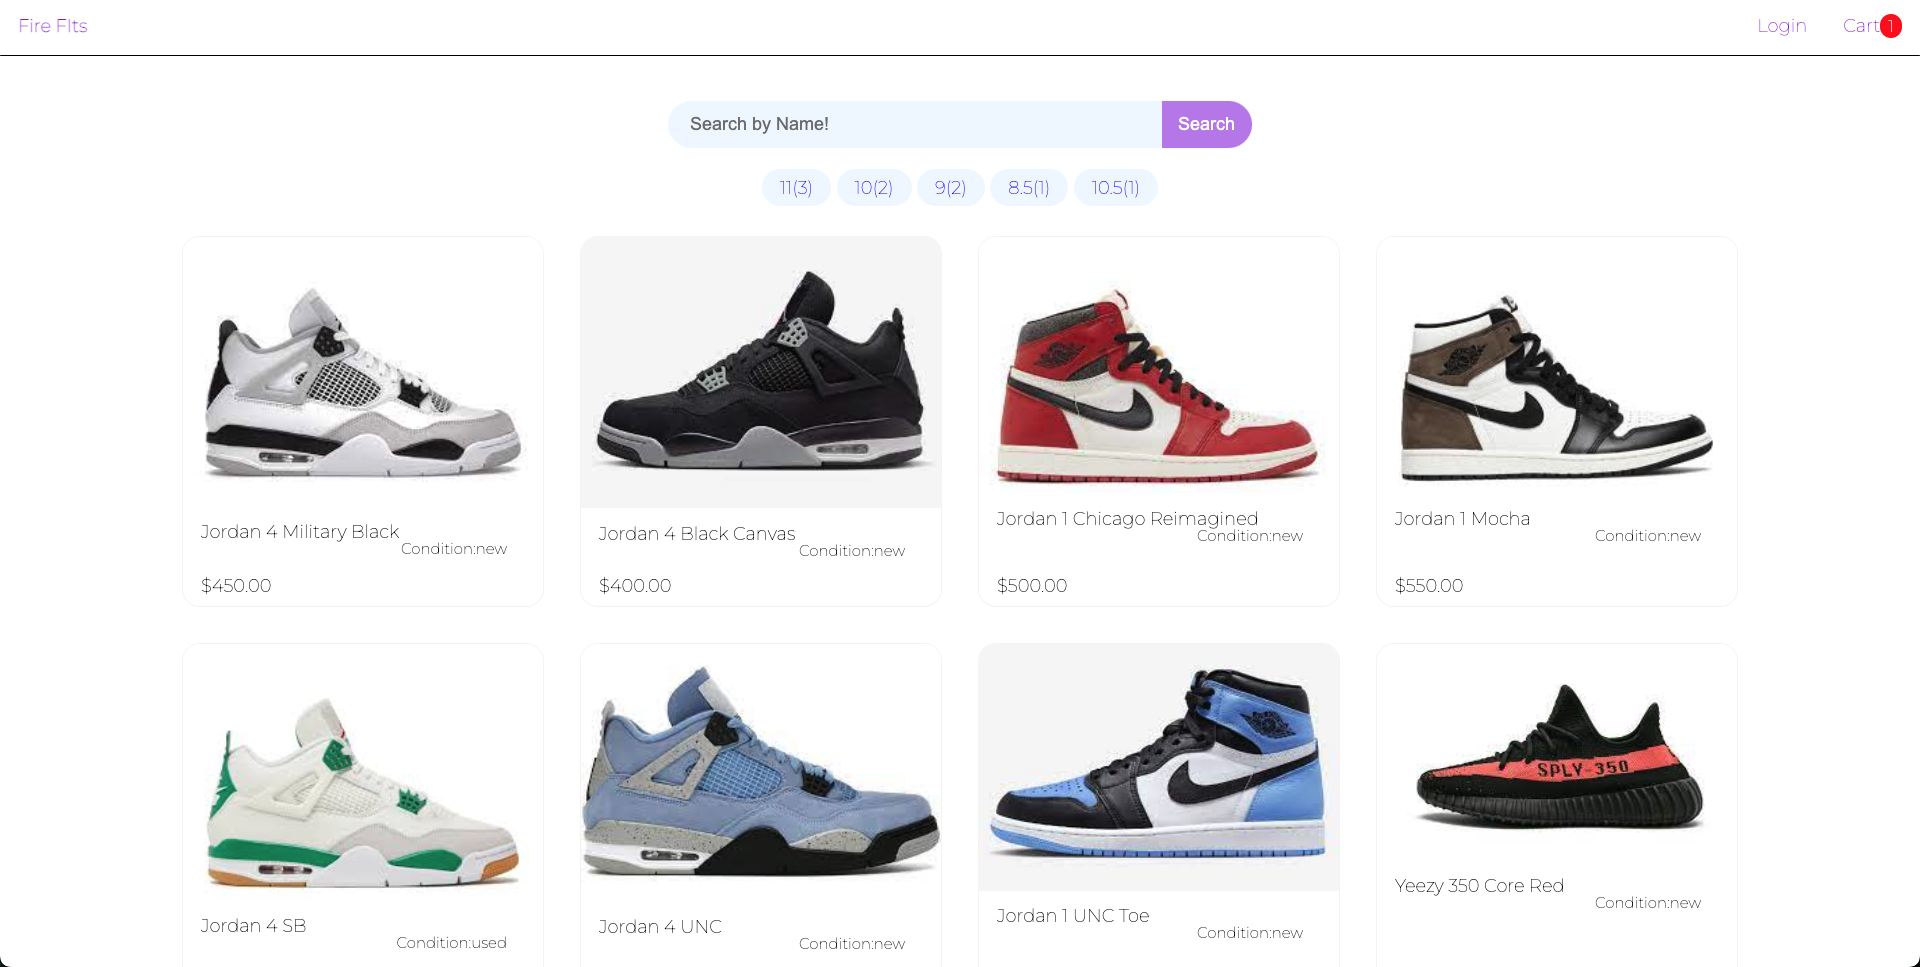 Fire FIts
Login
Cart 1
Search by Name!
Search
11(3)
10(2)
9(2)
8.5(1)
10.5(1)
Jordan 4 Military Black
Condition:new
$450.00
Jordan 4 Black Canvas
Condition:new
$400.00
Jordan 1 Chicago Reimagined
Condition:new
$500.00
Jordan 1 Mocha
Condition:new
$550.00
SPLY-350
Jordan 4 SB
Condition:used
Jordan 4 UNC
Condition:new
Jordan 1 UNC Toe
Condition:new
Yeezy 350 Core Red
Condition:new